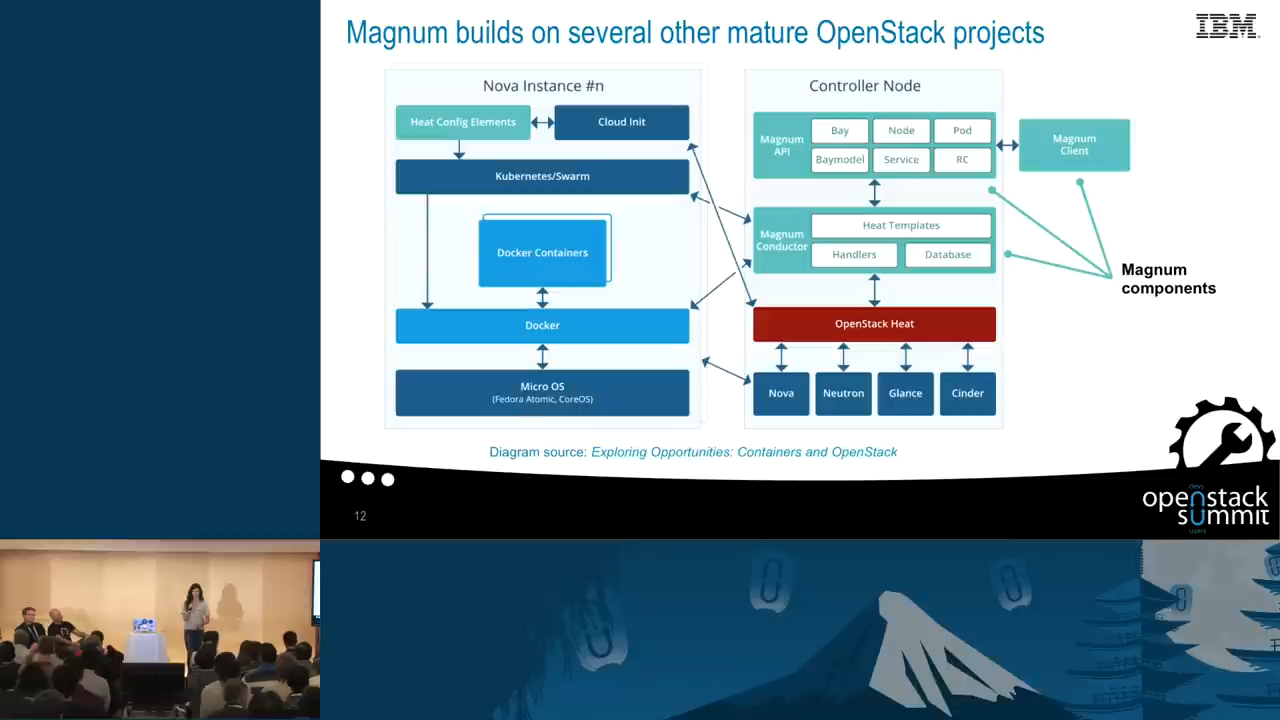 Magnum builds on several other mature OpenStack projects
IBM
Nova Instance #n
Heat Config Elements
Cloud Init
Kubernetes/Swarm
Docker Containers
Docker
Micro OS
(Fedora Atomic, CoreOS)
Controller Node
Magnum
API
Bay
Node
Pod
Baymodel
Service
RC
Magnum
Client
Magnum
Conductor
Heat Templates
Handlers
Database
OpenStack Heat
Nova
Neutron
Glance
Cinder
Magnum
components
Diagram source: Exploring Opportunities: Containers and OpenStack
12
openstack
summit